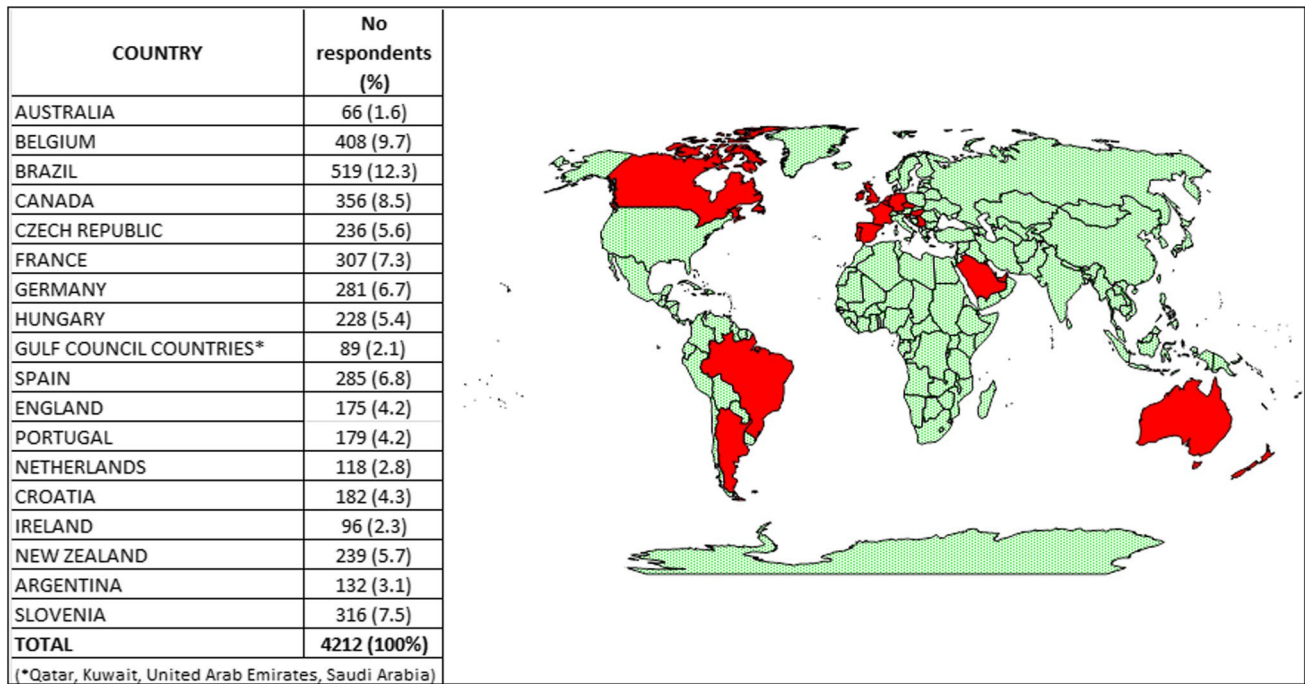 COUNTRY No
respondents
(%)
AUSTRALIA 66 (1.6)
BELGIUM 408 (9.7)
BRAZIL 519 (12.3)
CANADA 356 (8.5)
CZECH REPUBLIC 236 (5.6)
FRANCE 307 (7.3)
GERMANY 281 (6.7)
HUNGARY 228 (5.4)
GULF COUNCIL COUNTRIES* 89 (2.1)
SPAIN 285 (6.8)
ENGLAND 175 (4.2)
PORTUGAL 179 (4.2)
NETHERLANDS 118 (2.8)
CROATIA 182 (4.3)
IRELAND 96 (2.3)
NEW ZEALAND 239 (5.7)
ARGENTINA 132 (3.1)
SLOVENIA 316 (7.5)
TOTAL 4212 (100%)
(*Qatar, Kuwait, United Arab Emirates, Saudi Arabia)